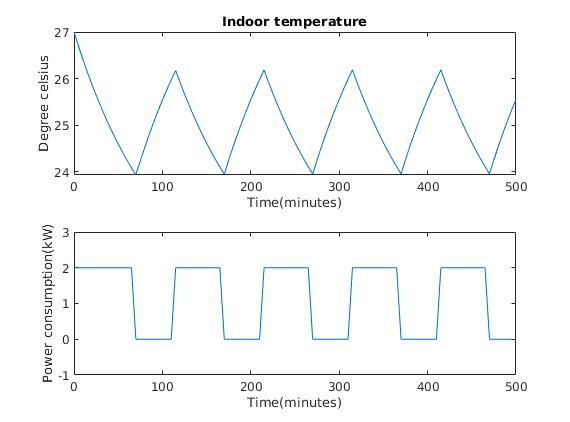 Indoor temperature
27
26
25
24
Degree celsius
0 100 200 300 400 500
Time(minutes)
3
2
1
0
-1
Power consumption(kW)
0 100 200 300 400 500
Time(minutes)